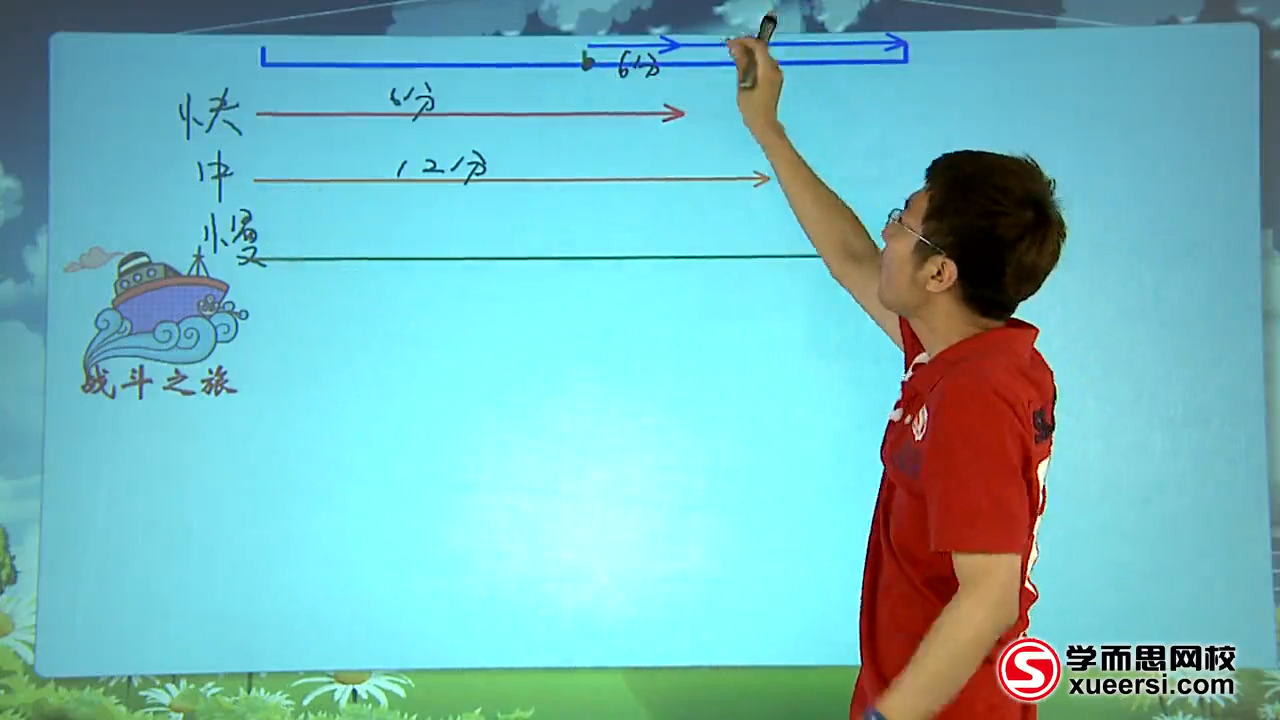 6分
快 6分
中 12分
慢
战斗之旅
学而思网校
xueersi.com